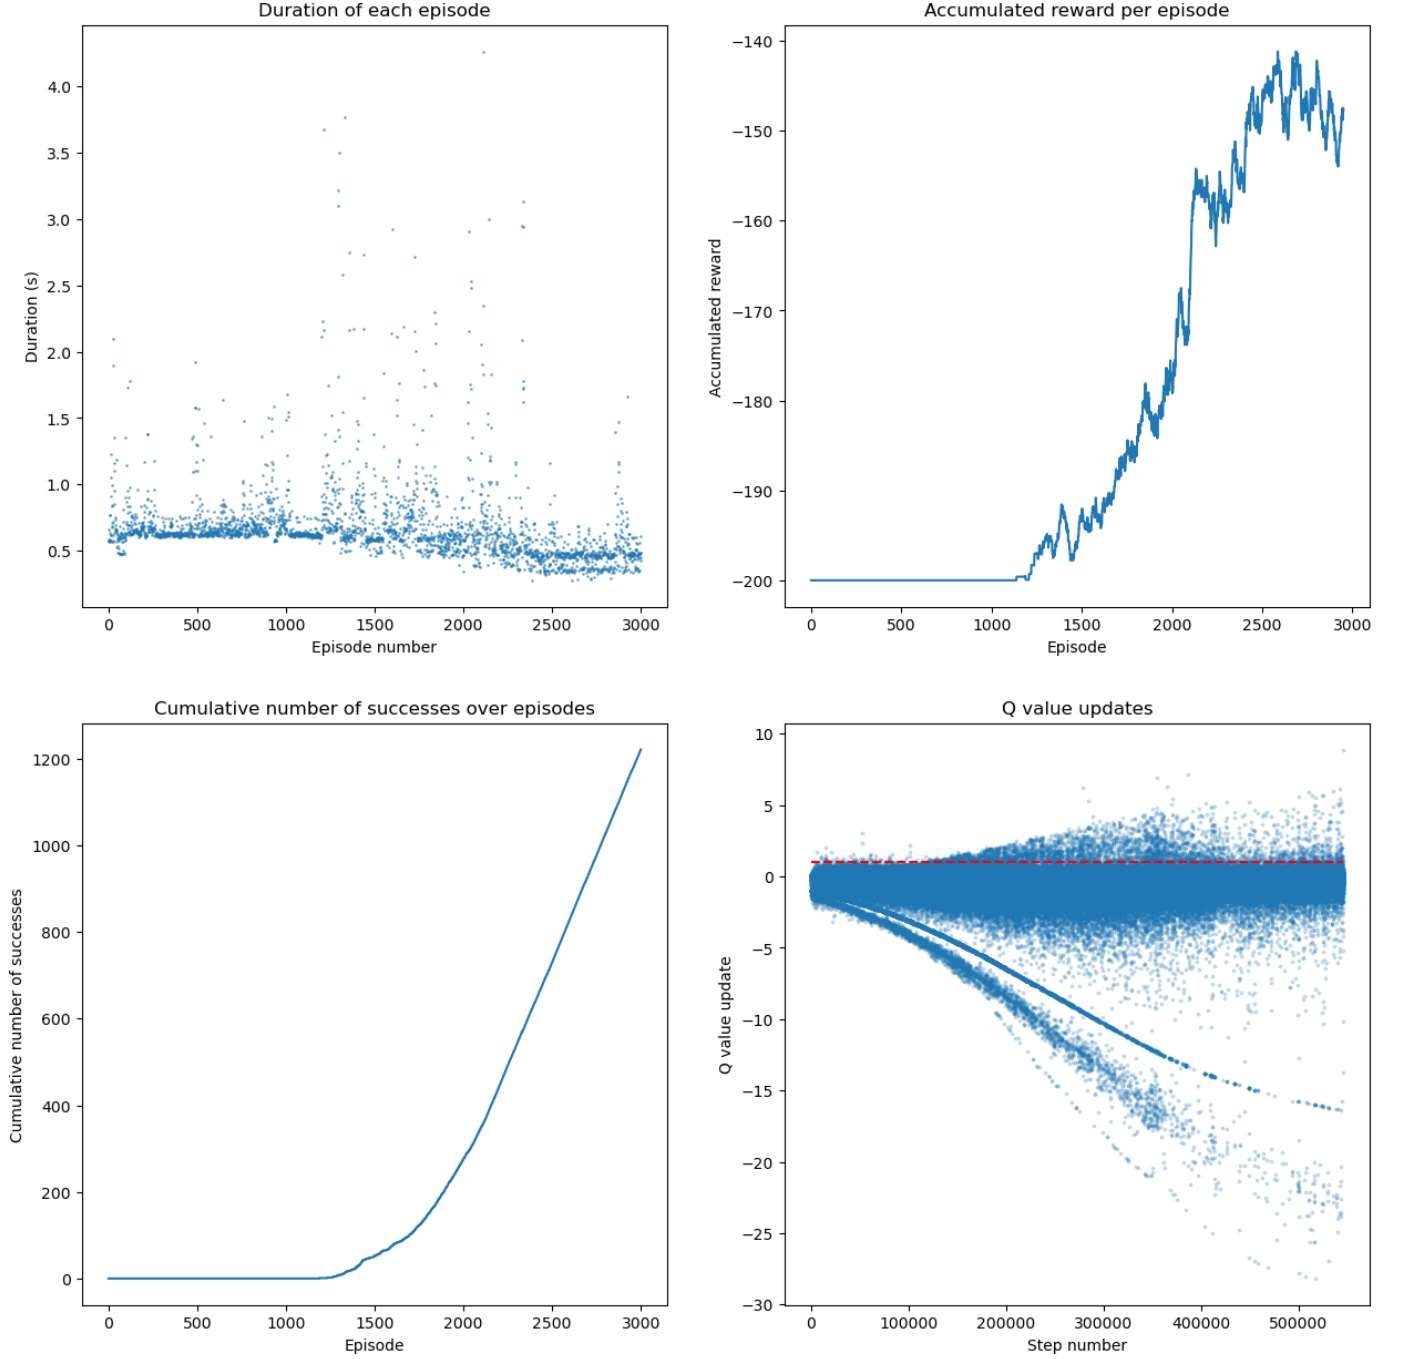 Duration of each episode
Duration (s)
4.0
3.5
3.0
2.5
2.0
1.5
1.0
0.5
0 500 1000 1500 2000 2500 3000
Episode number
Accumulated reward per episode
Accumulated reward
−140
−150
−160
−170
−180
−190
−200
0 500 1000 1500 2000 2500 3000
Episode
Cumulative number of successes over episodes
Cumulative number of successes
1200
1000
800
600
400
200
0
0 500 1000 1500 2000 2500 3000
Episode
Q value updates
Q value update
10
5
0
−5
−10
−15
−20
−25
−30
0 100000 200000 300000 400000 500000
Step number